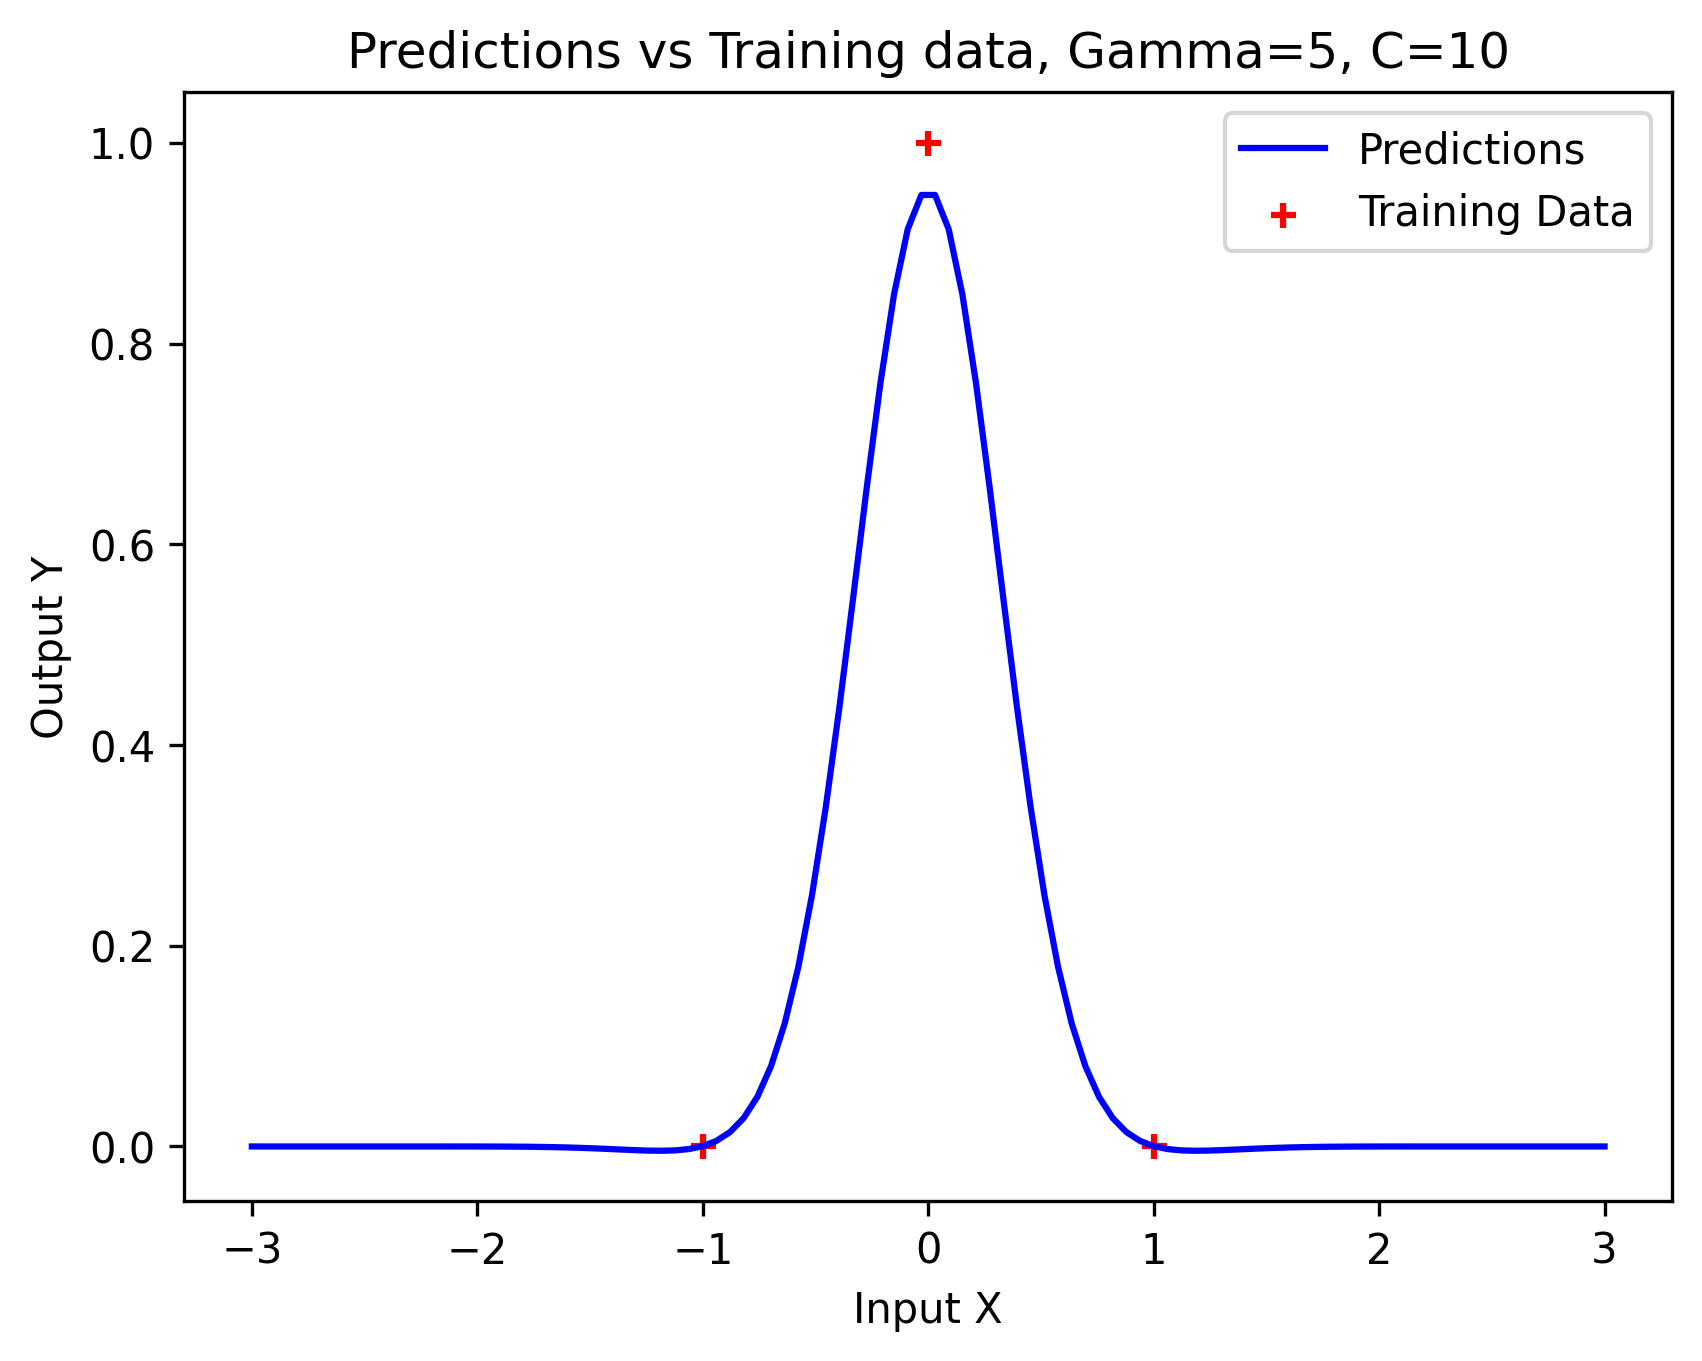 Predictions vs Training data, Gamma=5, C=10
Predictions
Training Data
1.0
0.8
0.6
0.4
0.2
0.0
Output Y
−3 −2 −1 0 1 2 3
Input X